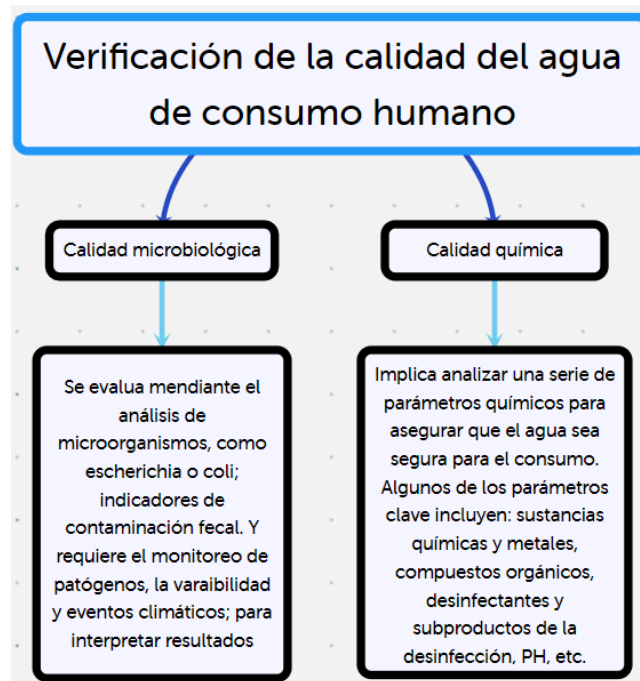 Verificación de la calidad del agua
de consumo humano
Calidad microbiológica
Calidad química
Se evalua mendiante el
análisis de
microorganismos, como
escherichia o coli;
indicadores de
contaminación fecal. Y
requiere el monitoreo de
patógenos, la varaibilidad
y eventos climáticos; para
interpretar resultados
Implica analizar una serie de
parámetros químicos para
asegurar que el agua sea
segura para el consumo.
Algunos de los parámetros
clave incluyen: sustancias
químicas y metales,
compuestos orgánicos,
desinfectantes y
subproductos de la
desinfección, PH, etc.